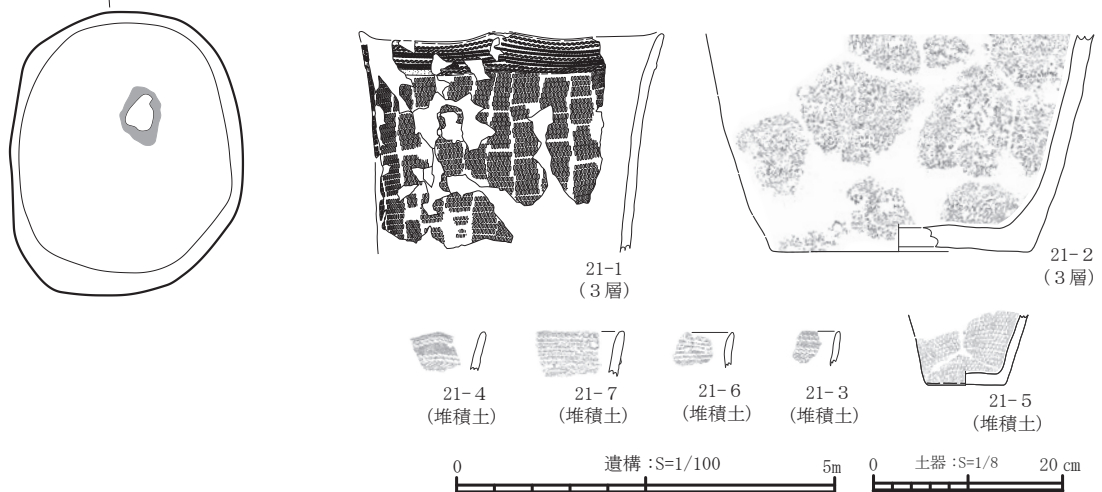 21-1
(3層)
21-2
(3層)
21-4
(堆積土)
21-7
(堆積土)
21-6
(堆積土)
21-3
(堆積土)
21-5
(堆積土)
0 遺構:S=1/100 5m
0 土器:S=1/8 20 cm